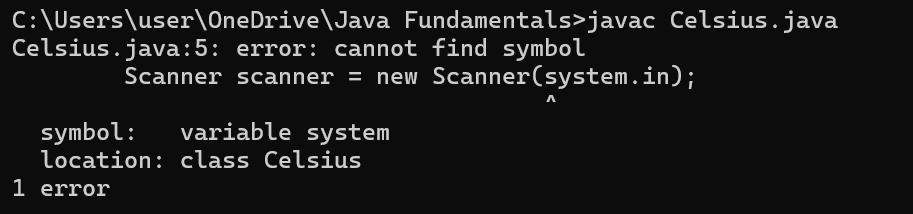 C:\Users\user\OneDrive\Java Fundamentals>javac Celsius.java
Celsius.java:5: error: cannot find symbol
        Scanner scanner = new Scanner(system.in);
                                      ^
  symbol:   variable system
  location: class Celsius
1 error